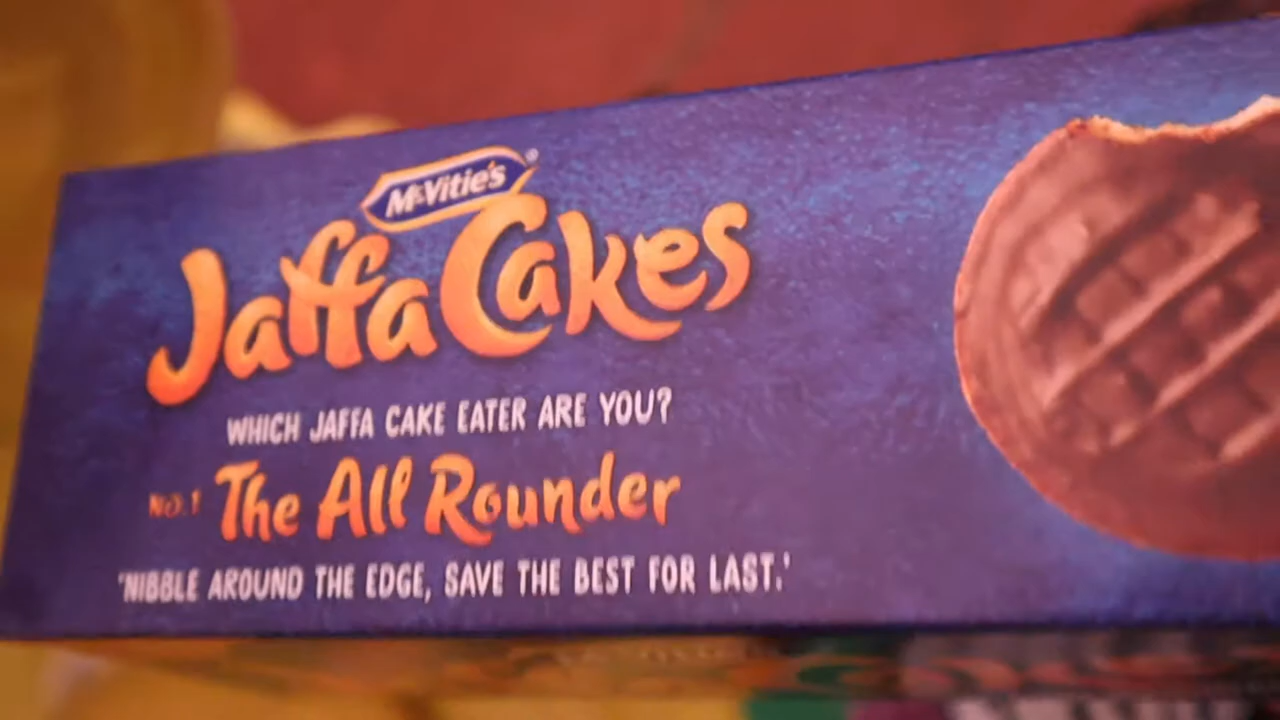 McVitie's
Jaffa Cakes
WHICH JAFFA CAKE EATER ARE YOU?
No.1 The All Rounder
'NIBBLE AROUND THE EDGE, SAVE THE BEST FOR LAST.'